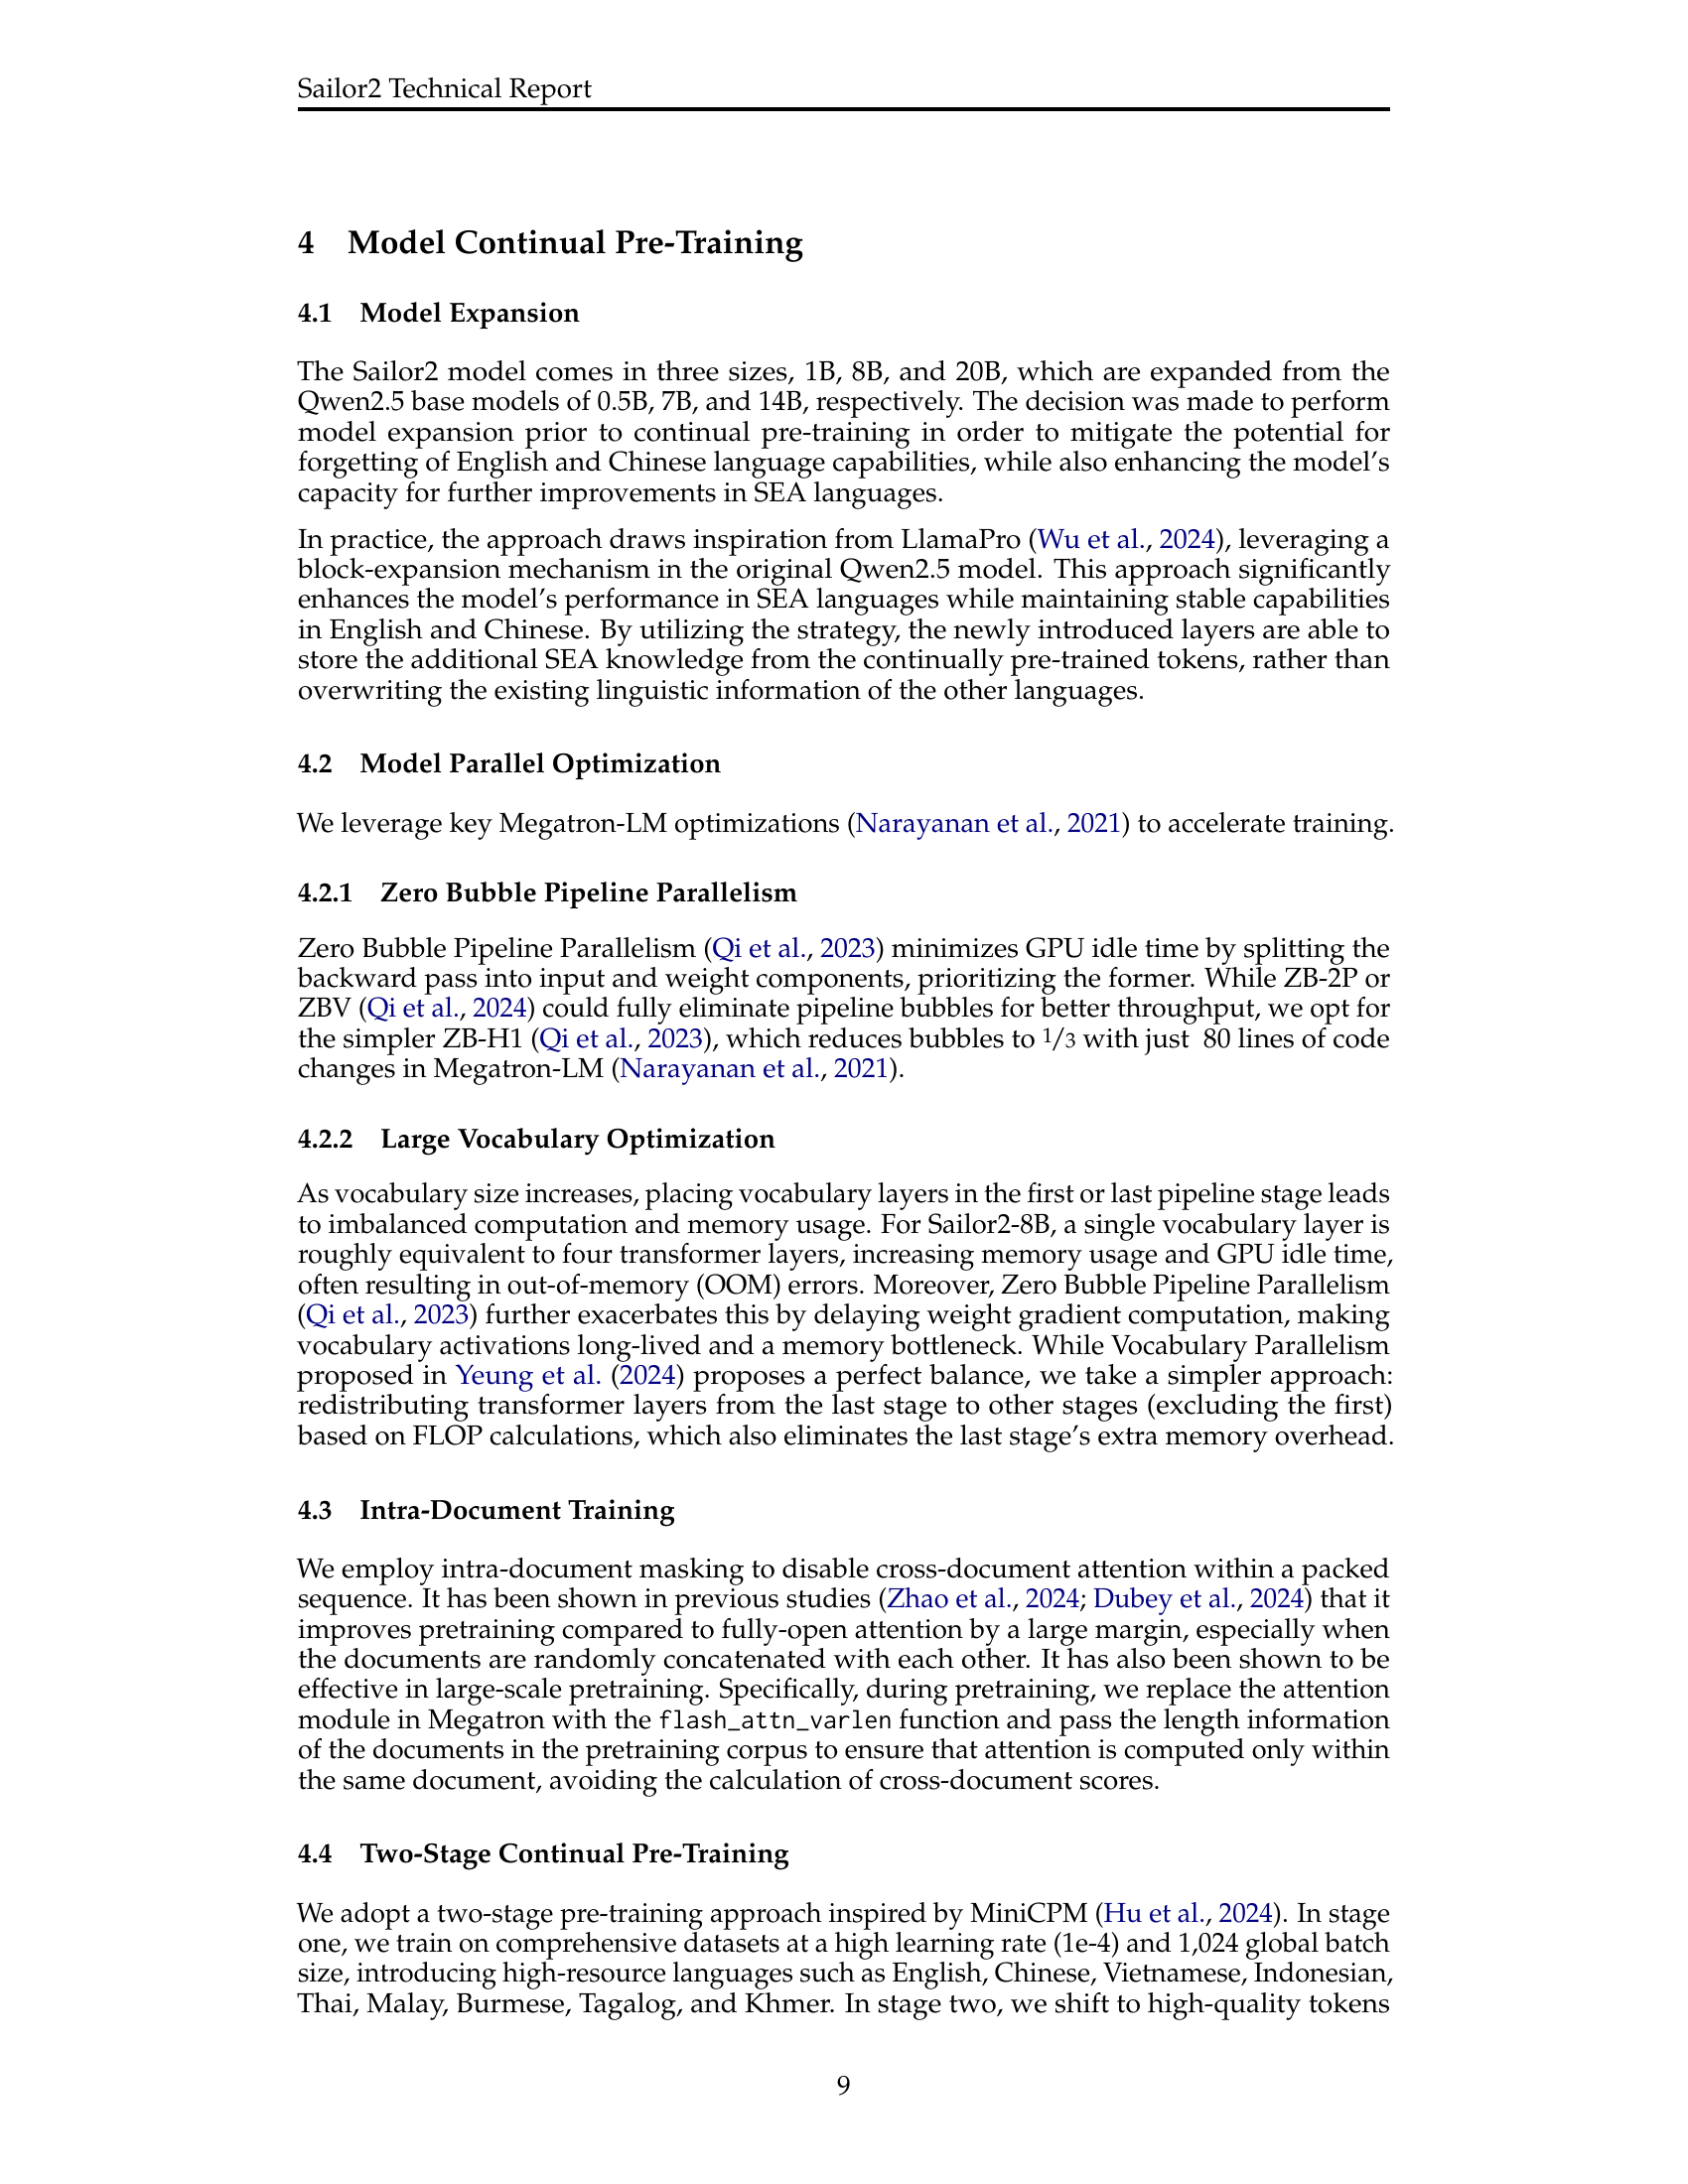 Sailor2 Technical Report
4 Model Continual Pre-Training
4.1 Model Expansion
The Sailor2 model comes in three sizes, 1B, 8B, and 20B, which are expanded from the
Qwen2.5 base models of 0.5B, 7B, and 14B, respectively. The decision was made to perform
model expansion prior to continual pre-training in order to mitigate the potential for
forgetting of English and Chinese language capabilities, while also enhancing the model's
capacity for further improvements in SEA languages.
In practice, the approach draws inspiration from LlamaPro (Wu et al., 2024), leveraging a
block-expansion mechanism in the original Qwen2.5 model. This approach significantly
enhances the model's performance in SEA languages while maintaining stable capabilities
in English and Chinese. By utilizing the strategy, the newly introduced layers are able to
store the additional SEA knowledge from the continually pre-trained tokens, rather than
overwriting the existing linguistic information of the other languages.
4.2 Model Parallel Optimization
We leverage key Megatron-LM optimizations (Narayanan et al., 2021) to accelerate training.
4.2.1 Zero Bubble Pipeline Parallelism
Zero Bubble Pipeline Parallelism (Qi et al., 2023) minimizes GPU idle time by splitting the
backward pass into input and weight components, prioritizing the former. While ZB-2P or
ZBV (Qi et al., 2024) could fully eliminate pipeline bubbles for better throughput, we opt for
the simpler ZB-H1 (Qi et al., 2023), which reduces bubbles to 1/3 with just 80 lines of code
changes in Megatron-LM (Narayanan et al., 2021).
4.2.2 Large Vocabulary Optimization
As vocabulary size increases, placing vocabulary layers in the first or last pipeline stage leads
to imbalanced computation and memory usage. For Sailor2-8B, a single vocabulary layer is
roughly equivalent to four transformer layers, increasing memory usage and GPU idle time,
often resulting in out-of-memory (OOM) errors. Moreover, Zero Bubble Pipeline Parallelism
(Qi et al., 2023) further exacerbates this by delaying weight gradient computation, making
vocabulary activations long-lived and a memory bottleneck. While Vocabulary Parallelism
proposed in Yeung et al. (2024) proposes a perfect balance, we take a simpler approach:
redistributing transformer layers from the last stage to other stages (excluding the first)
based on FLOP calculations, which also eliminates the last stage's extra memory overhead.
4.3 Intra-Document Training
We employ intra-document masking to disable cross-document attention within a packed
sequence. It has been shown in previous studies (Zhao et al., 2024; Dubey et al., 2024) that it
improves pretraining compared to fully-open attention by a large margin, especially when
the documents are randomly concatenated with each other. It has also been shown to be
effective in large-scale pretraining. Specifically, during pretraining, we replace the attention
module in Megatron with the flash_attn_varlen function and pass the length information
of the documents in the pretraining corpus to ensure that attention is computed only within
the same document, avoiding the calculation of cross-document scores.
4.4 Two-Stage Continual Pre-Training
We adopt a two-stage pre-training approach inspired by MiniCPM (Hu et al., 2024). In stage
one, we train on comprehensive datasets at a high learning rate (1e-4) and 1,024 global batch
size, introducing high-resource languages such as English, Chinese, Vietnamese, Indonesian,
Thai, Malay, Burmese, Tagalog, and Khmer. In stage two, we shift to high-quality tokens
9